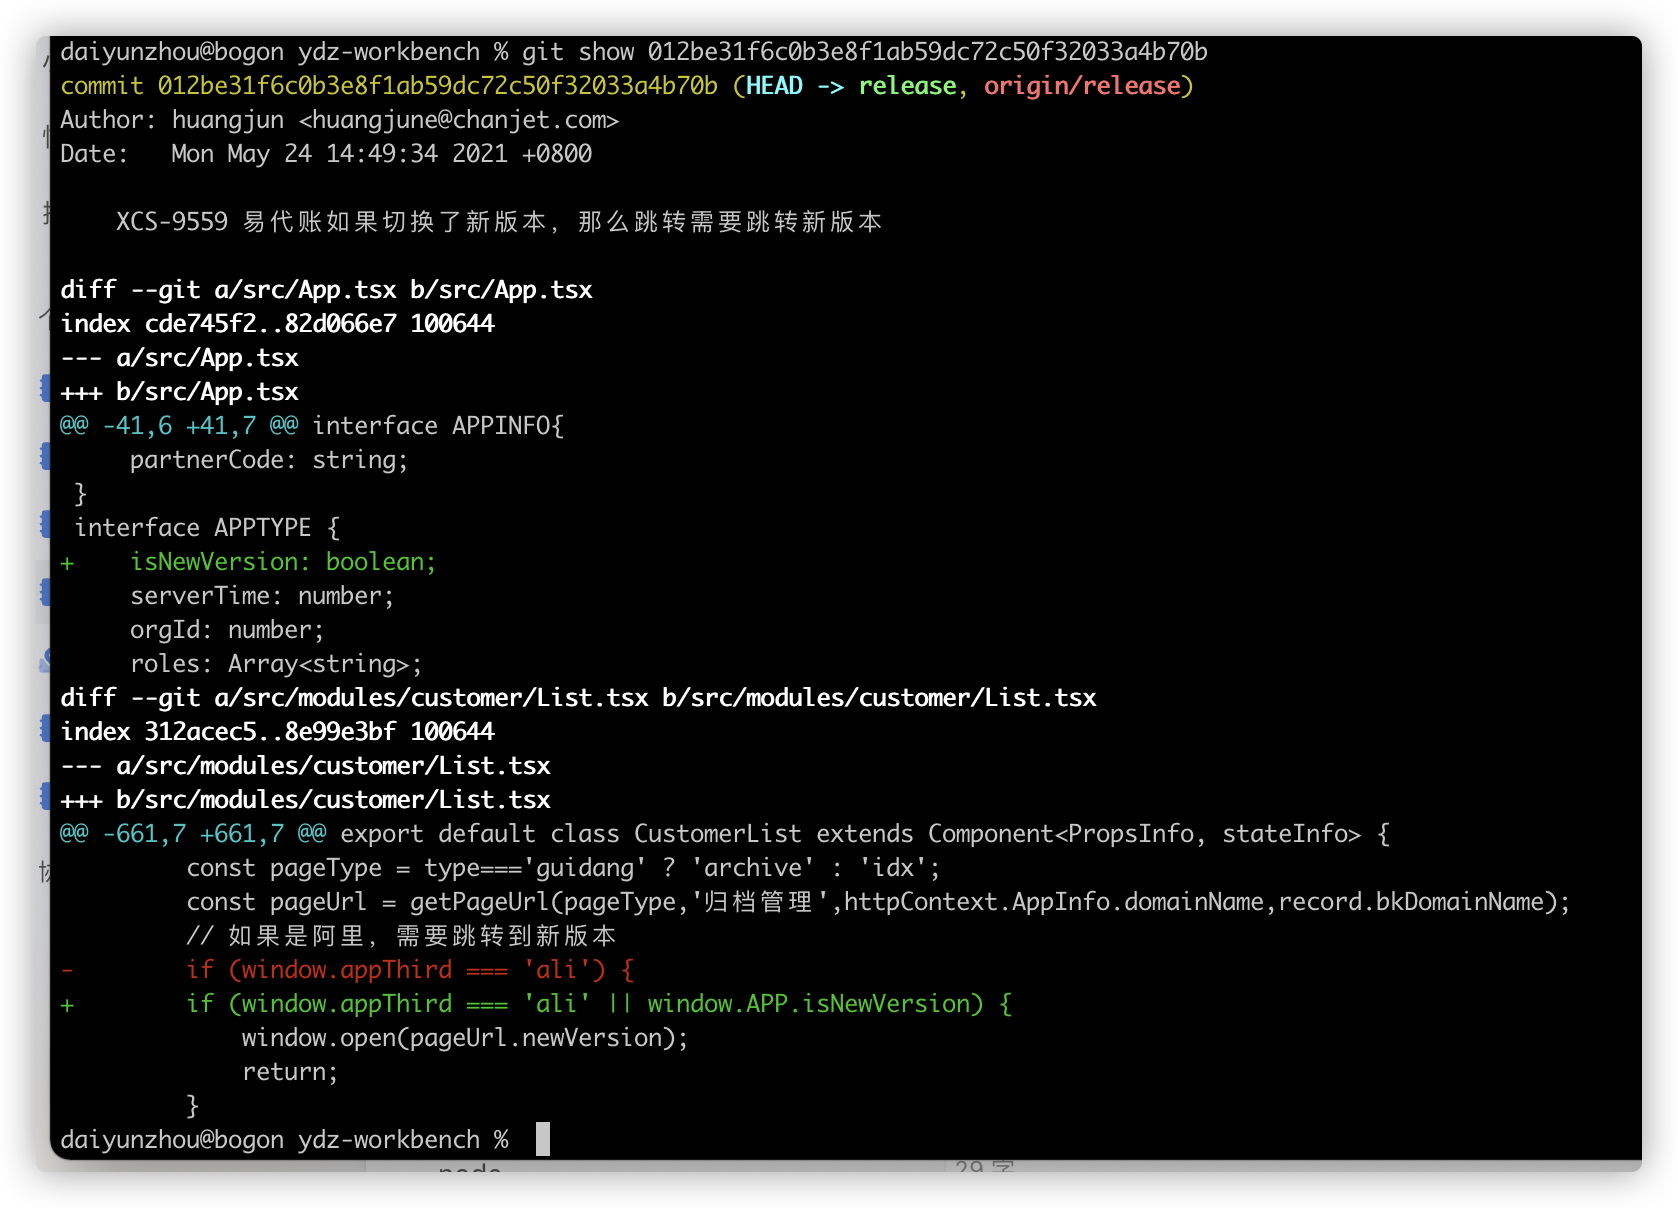 daiyunzhou@bogon ydz-workbench % git show 012be31f6c0b3e8f1ab59dc72c50f32033a4b70b
commit 012be31f6c0b3e8f1ab59dc72c50f32033a4b70b (HEAD -> release, origin/release)
Author: huangjun <huangjune@chanjet.com>
Date:   Mon May 24 14:49:34 2021 +0800
    XCS-9559 易代账如果切换了新版本, 那么跳转需要跳转新版本
diff --git a/src/App.tsx b/src/App.tsx
index cde745f2..82d066e7 100644
--- a/src/App.tsx
+++ b/src/App.tsx
@@ -41,6 +41,7 @@ interface APPINFO{
     partnerCode: string;
 }
 interface APPTYPE {
+    isNewVersion: boolean;
     serverTime: number;
     orgId: number;
     roles: Array<string>;
diff --git a/src/modules/customer/List.tsx b/src/modules/customer/List.tsx
index 312acec5..8e99e3bf 100644
--- a/src/modules/customer/List.tsx
+++ b/src/modules/customer/List.tsx
@@ -661,7 +661,7 @@ export default class CustomerList extends Component<PropsInfo, stateInfo> {
         const pageType = type==='guidang' ? 'archive' : 'idx';
         const pageUrl = getPageUrl(pageType,'归档管理',httpContext.AppInfo.domainName,record.bkDomainName);
         // 如果是阿里, 需要跳转到新版本
-        if (window.appThird === 'ali') {
+        if (window.appThird === 'ali' || window.APP.isNewVersion) {
             window.open(pageUrl.newVersion);
             return;
         }
daiyunzhou@bogon ydz-workbench %
29 字